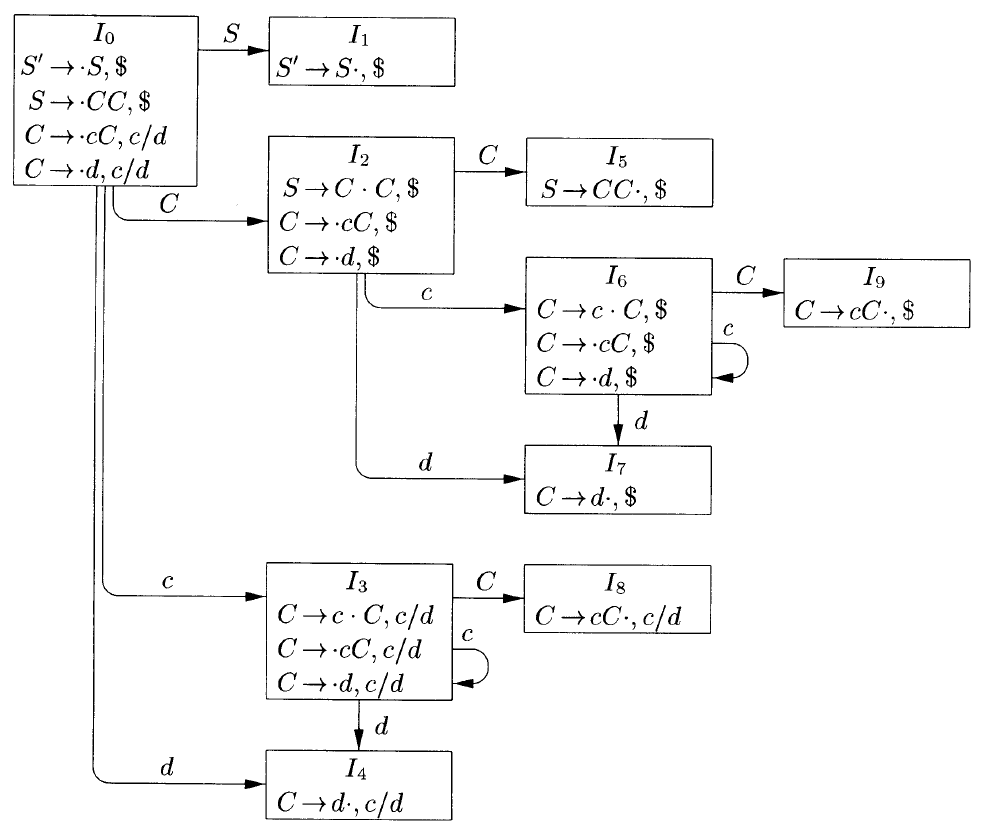 I₀
S′ → ·S, $
S → ·CC, $
C → ·cC, c/d
C → ·d, c/d
S
I₁
S′ → S·, $
C
I₂
S → C · C, $
C → ·cC, $
C → ·d, $
C
I₅
S → CC·, $
c
I₆
C → c · C, $
C → ·cC, $
C → ·d, $
C
I₉
C → cC·, $
c
d
d
I₇
C → d·, $
c
I₃
C → c · C, c/d
C → ·cC, c/d
C → ·d, c/d
C
I₈
C → cC·, c/d
c
d
d
I₄
C → d·, c/d